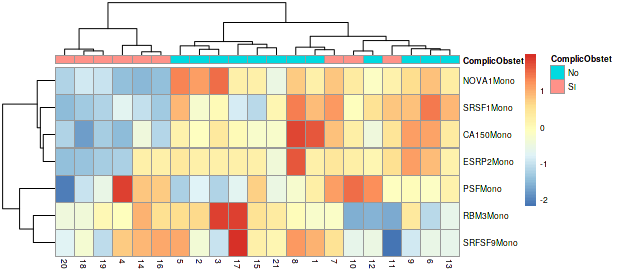 ComplicObstet
ComplicObstet
No
SI
NOVA1Mono
SRSF1Mono
CA150Mono
ESRP2Mono
PSFMono
RBM3Mono
SRFSF9Mono
1
0
-1
-2
20 18 19 4 14 16 5 2 3 17 15 21 8 1 7 10 12 11 9 6 13